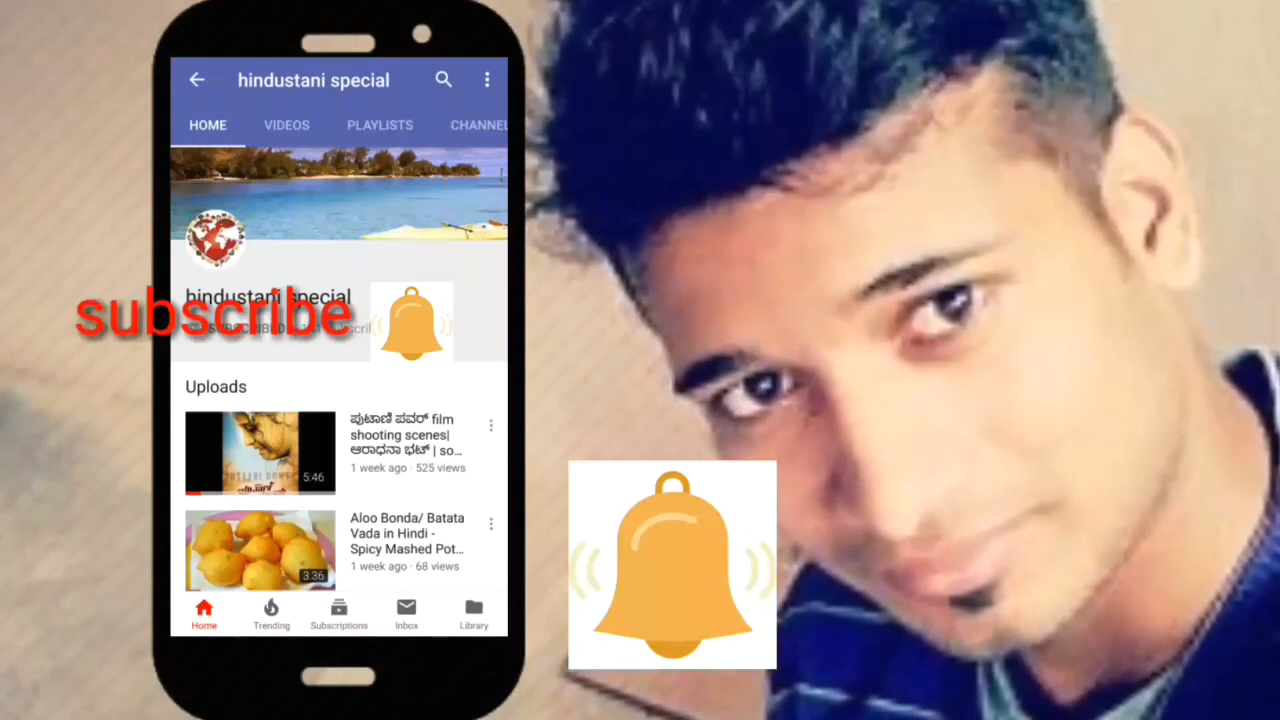 hindustani special
HOME VIDEOS PLAYLISTS CHANNEL
hindustani special
subscribe
SUBSCRIBED
Uploads
ಪುಟಾಣಿ ಪವರ್ film
shooting scenes|
ಆರಾಧನಾ ಭಟ್ | so...
1 week ago · 525 views
5:46
Aloo Bonda/ Batata
Vada in Hindi -
Spicy Mashed Pot...
1 week ago · 68 views
3:36
Home Trending Subscriptions Inbox Library